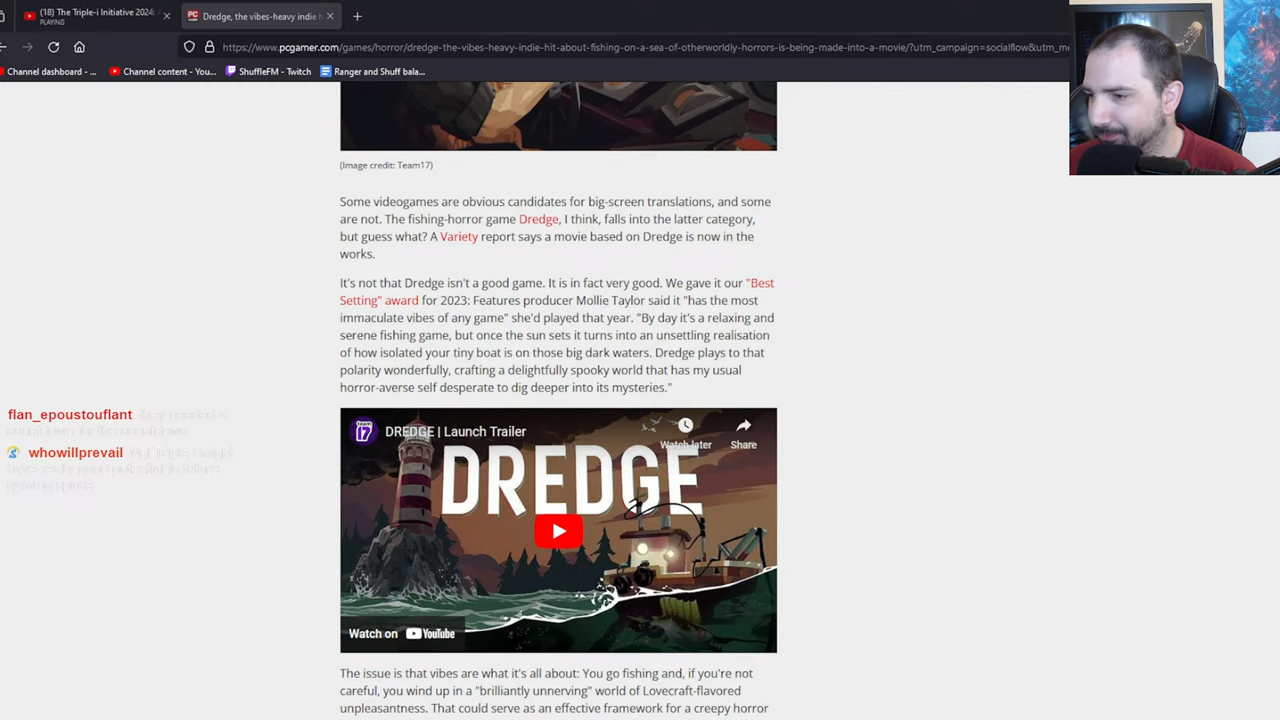 (18) The Triple-i Initiative 2024:
PLAYING
PC
Dredge, the vibes-heavy indie h
https://www.pcgamer.com/games/horror/dredge-the-vibes-heavy-indie-hit-about-fishing-on-a-sea-of-otherworldly-horrors-is-being-made-into-a-movie/?utm_campaign=socialflow&utm_me
Channel dashboard - ...
Channel content - You...
ShuffleFM - Twitch
Ranger and Shuff bala...
(Image credit: Team17)
Some videogames are obvious candidates for big-screen translations, and some
are not. The fishing-horror game Dredge, I think, falls into the latter category,
but guess what? A Variety report says a movie based on Dredge is now in the
works.
It's not that Dredge isn't a good game. It is in fact very good. We gave it our "Best
Setting" award for 2023: Features producer Mollie Taylor said it "has the most
immaculate vibes of any game" she'd played that year. "By day it's a relaxing and
serene fishing game, but once the sun sets it turns into an unsettling realisation
of how isolated your tiny boat is on those big dark waters. Dredge plays to that
polarity wonderfully, crafting a delightfully spooky world that has my usual
horror-averse self desperate to dig deeper into its mysteries."
flan_epoustouflant
whowillprevail
TEAM
17
DREDGE | Launch Trailer
Watch later
Share
DREDGE
Watch on YouTube
The issue is that vibes are what it's all about: You go fishing and, if you're not
careful, you wind up in a "brilliantly unnerving" world of Lovecraft-flavored
unpleasantness. That could serve as an effective framework for a creepy horror